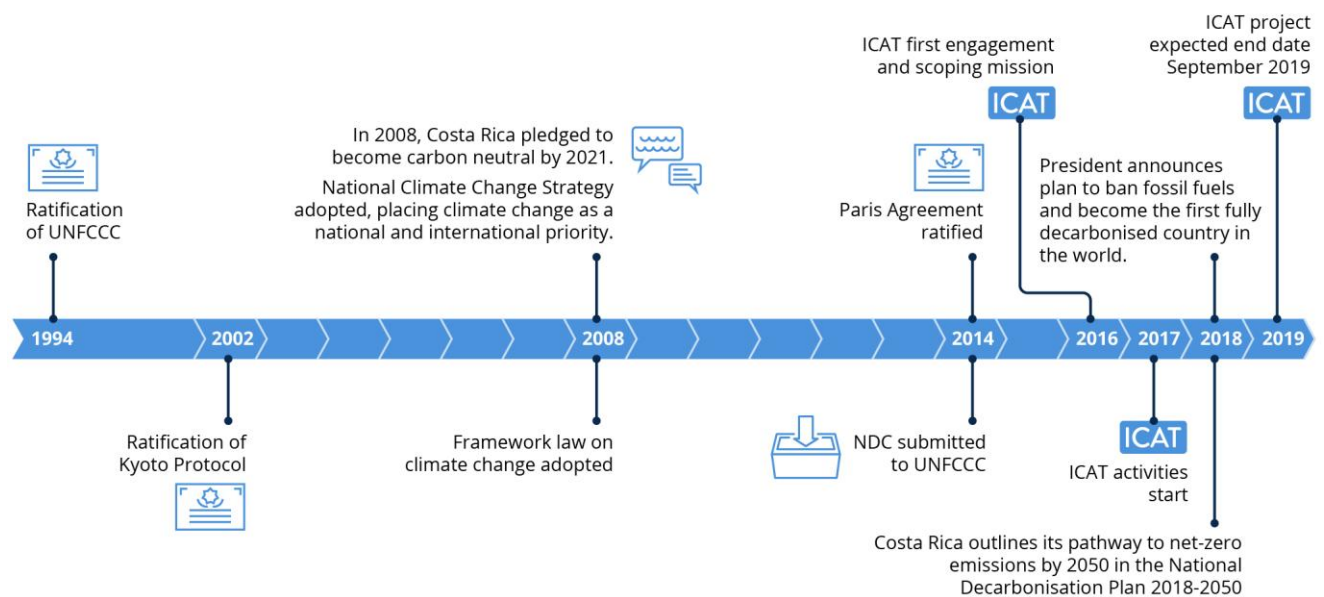 ICAT project
expected end date
September 2019
ICAT
ICAT first engagement
and scoping mission
ICAT
In 2008, Costa Rica pledged to
become carbon neutral by 2021.
National Climate Change Strategy
adopted, placing climate change as a
national and international priority.
Ratification
of UNFCCC
Paris Agreement
ratified
President announces
plan to ban fossil fuels
and become the first fully
decarbonised country in
the world.
1994 2002 2008 2014 2016 2017 2018 2019
Ratification of
Kyoto Protocol
Framework law on
climate change adopted
NDC submitted
to UNFCCC
ICAT
ICAT activities
start
Costa Rica outlines its pathway to net-zero
emissions by 2050 in the National
Decarbonisation Plan 2018-2050